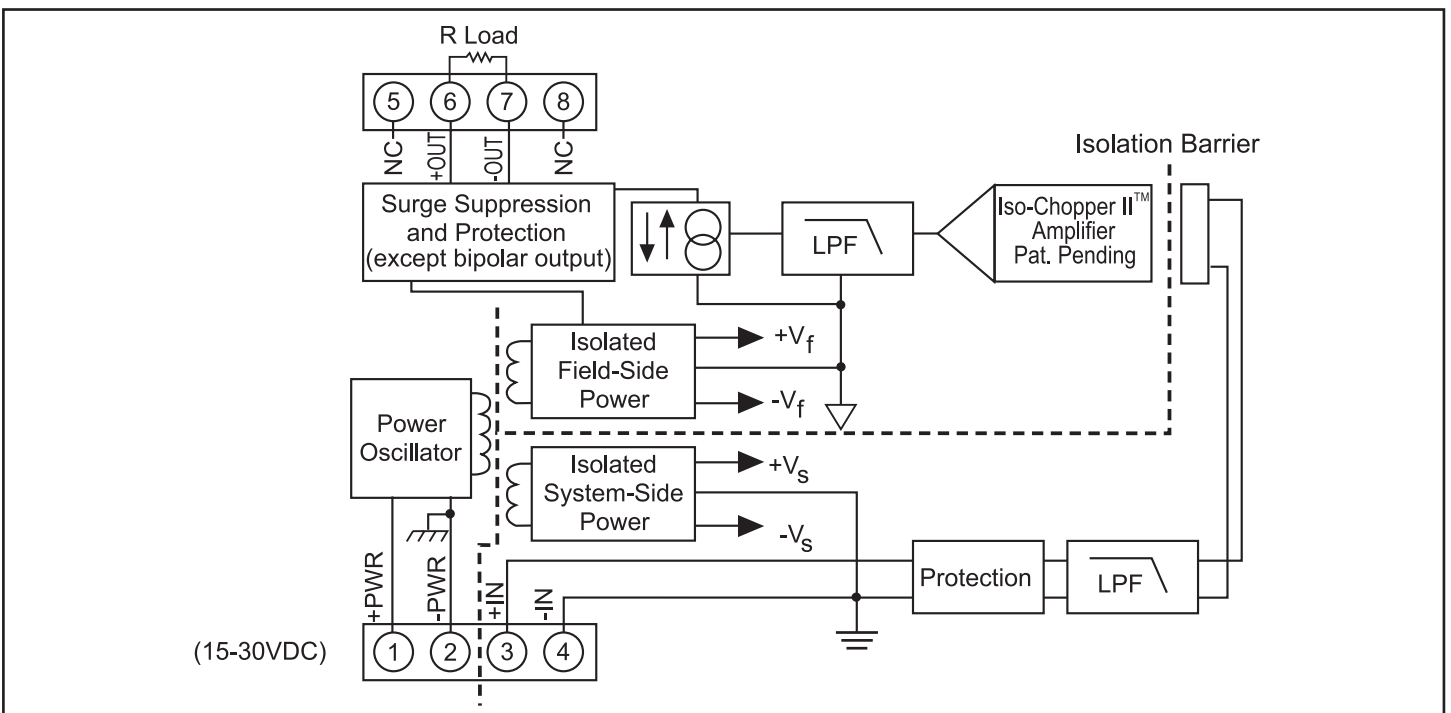 R Load
5
6
7
8
NC
+OUT
-OUT
NC
Isolation Barrier
Surge Suppression
and Protection
(except bipolar output)
LPF
Iso-Chopper II™
Amplifier
Pat. Pending
Isolated
Field-Side
Power
+Vf
-Vf
Power
Oscillator
Isolated
System-Side
Power
+Vs
-Vs
Protection
LPF
+PWR
-PWR
+IN
-IN
(15-30VDC)
1
2
3
4